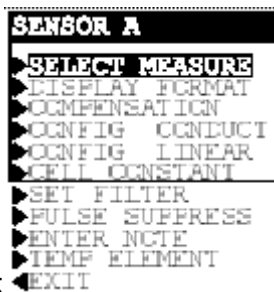 SENSOR A
SELECT MEASURE
DISPLAY FORMAT
COMPENSATION
CONFIG CONDUCT
CONFIG LINEAR
CELL CONSTANT
SET FILTER
PULSE SUPPRESS
ENTER NOTE
TEMP ELEMENT
EXIT